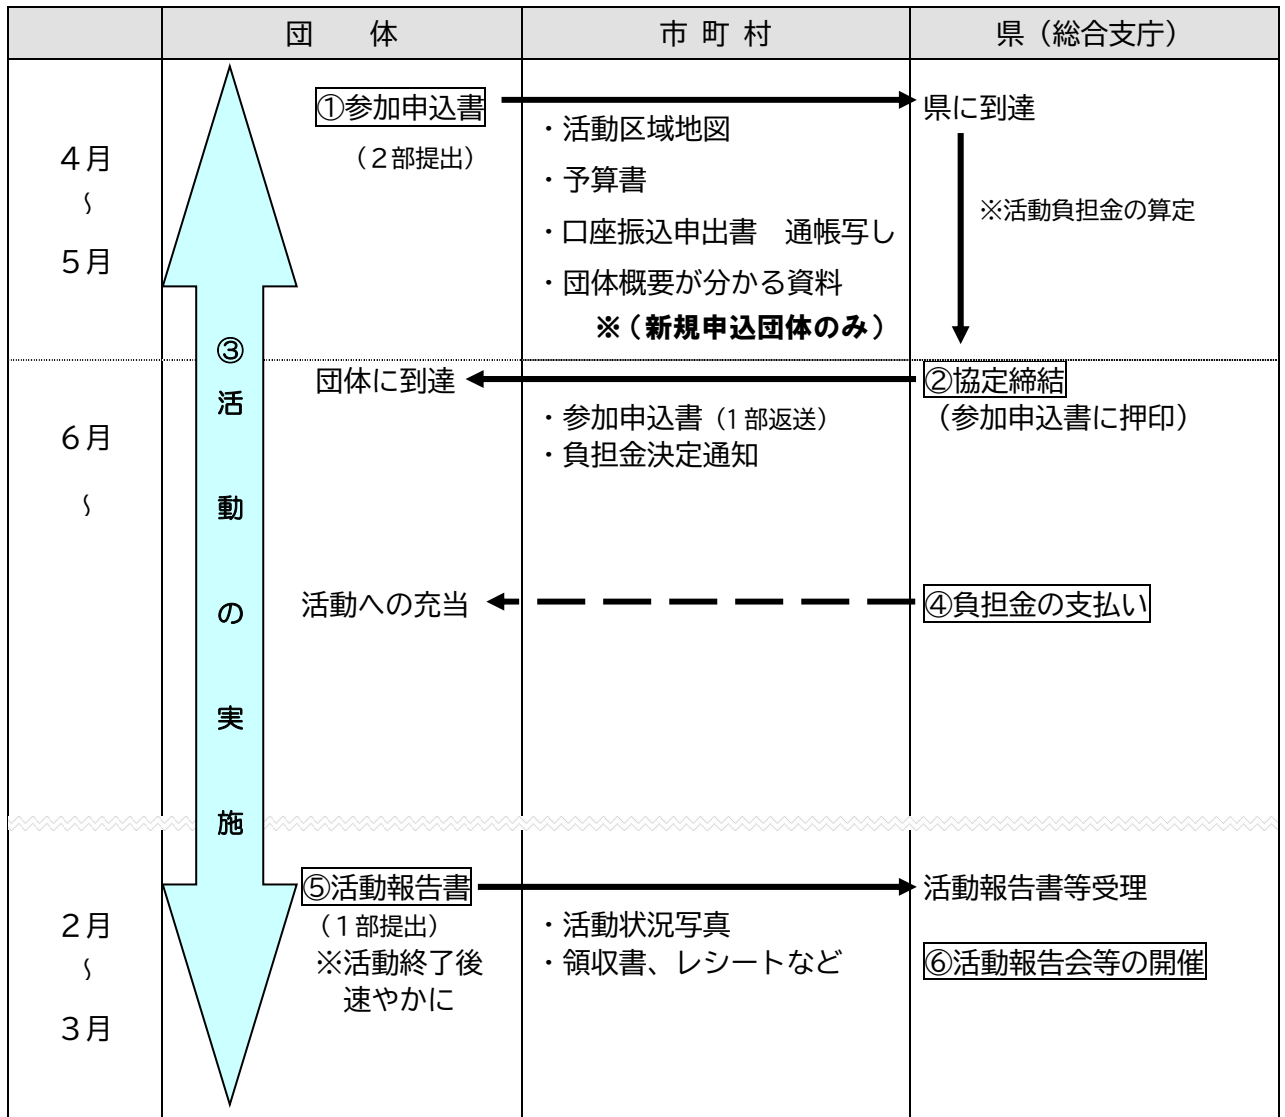 団　体　市 町 村　県（総合支庁）
４月
～
５月
①参加申込書
（２部提出）
・活動区域地図
・予算書
・口座振込申出書　通帳写し
・団体概要が分かる資料
※（新規申込団体のみ）
県に到達
※活動負担金の算定
③活動の実施
６月
～
団体に到達
・参加申込書（1 部返送）
・負担金決定通知
②協定締結
（参加申込書に押印）
活動への充当
④負担金の支払い
２月
～
３月
⑤活動報告書
（１部提出）
※活動終了後
速やかに
・活動状況写真
・領収書、レシートなど
活動報告書等受理
⑥活動報告会等の開催